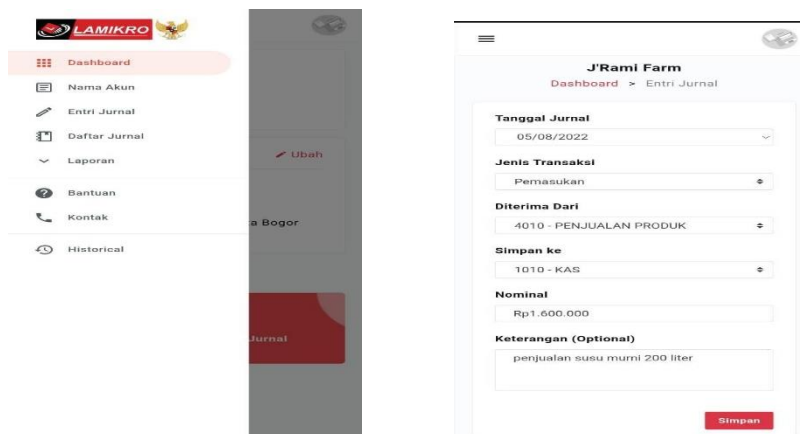 LAMIKRO
Dashboard
Nama Akun
Entri Jurnal
Daftar Jurnal
Laporan
Bantuan
Kontak
Historical
Ubah
a Bogor
Jurnal
J'Rami Farm
Dashboard > Entri Jurnal
Tanggal Jurnal
05/08/2022
Jenis Transaksi
Pemasukan
Diterima Dari
4010 - PENJUALAN PRODUK
Simpan ke
1010 - KAS
Nominal
Rp1.600.000
Keterangan (Optional)
penjualan susu murni 200 liter
Simpan